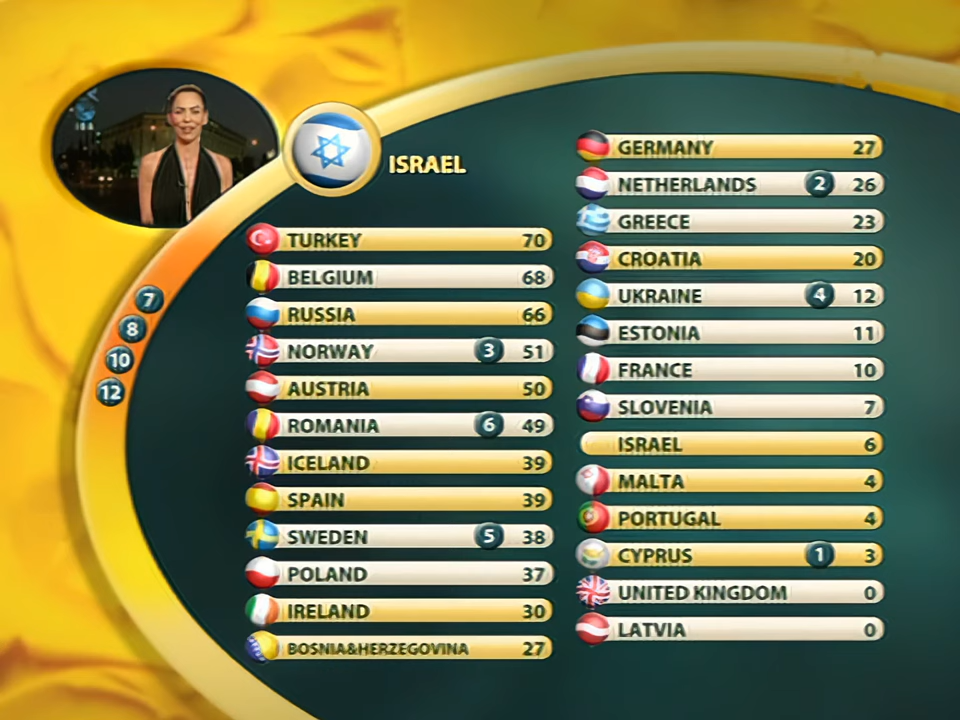 ISRAEL
7
8
10
12
TURKEY 70
BELGIUM 68
RUSSIA 66
NORWAY 3 51
AUSTRIA 50
ROMANIA 6 49
ICELAND 39
SPAIN 39
SWEDEN 5 38
POLAND 37
IRELAND 30
BOSNIA&HERZEGOVINA 27
GERMANY 27
NETHERLANDS 2 26
GREECE 23
CROATIA 20
UKRAINE 4 12
ESTONIA 11
FRANCE 10
SLOVENIA 7
ISRAEL 6
MALTA 4
PORTUGAL 4
CYPRUS 1 3
UNITED KINGDOM 0
LATVIA 0